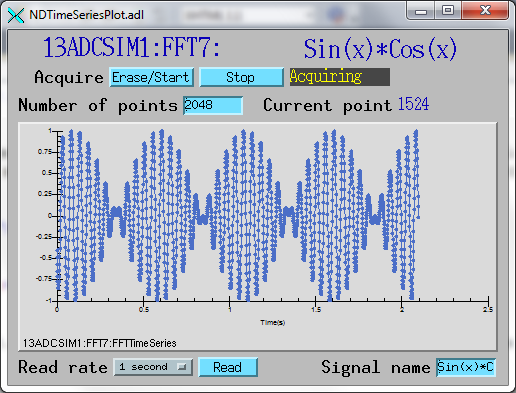 NDTimeSeriesPlot.adl
13ADCSIM1:FFT7: Sin(x)*Cos(x)
Acquire Erase/Start Stop Acquiring
Number of points 2048 Current point 1524
1
0.75
0.5
0.25
0
-0.25
-0.5
-0.75
-1
0 0.5 1 1.5 2 2.5
Time(s)
13ADCSIM1:FFT7:FFTTimeSeries
Read rate 1 second Read Signal name Sin(x)*C